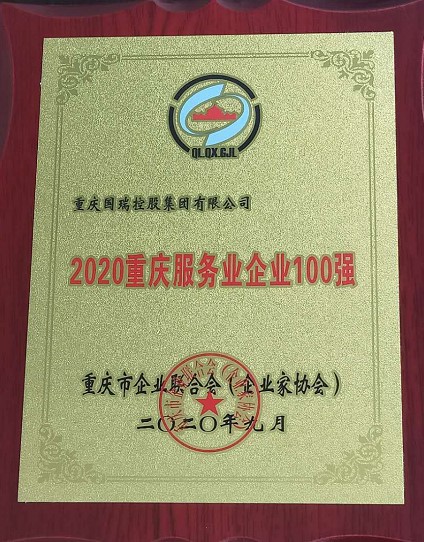 QLQX.GJL
重庆国瑞控股集团有限公司
2020重庆服务业企业100强
重庆市企业联合会（企业家协会）
二〇二〇年九月